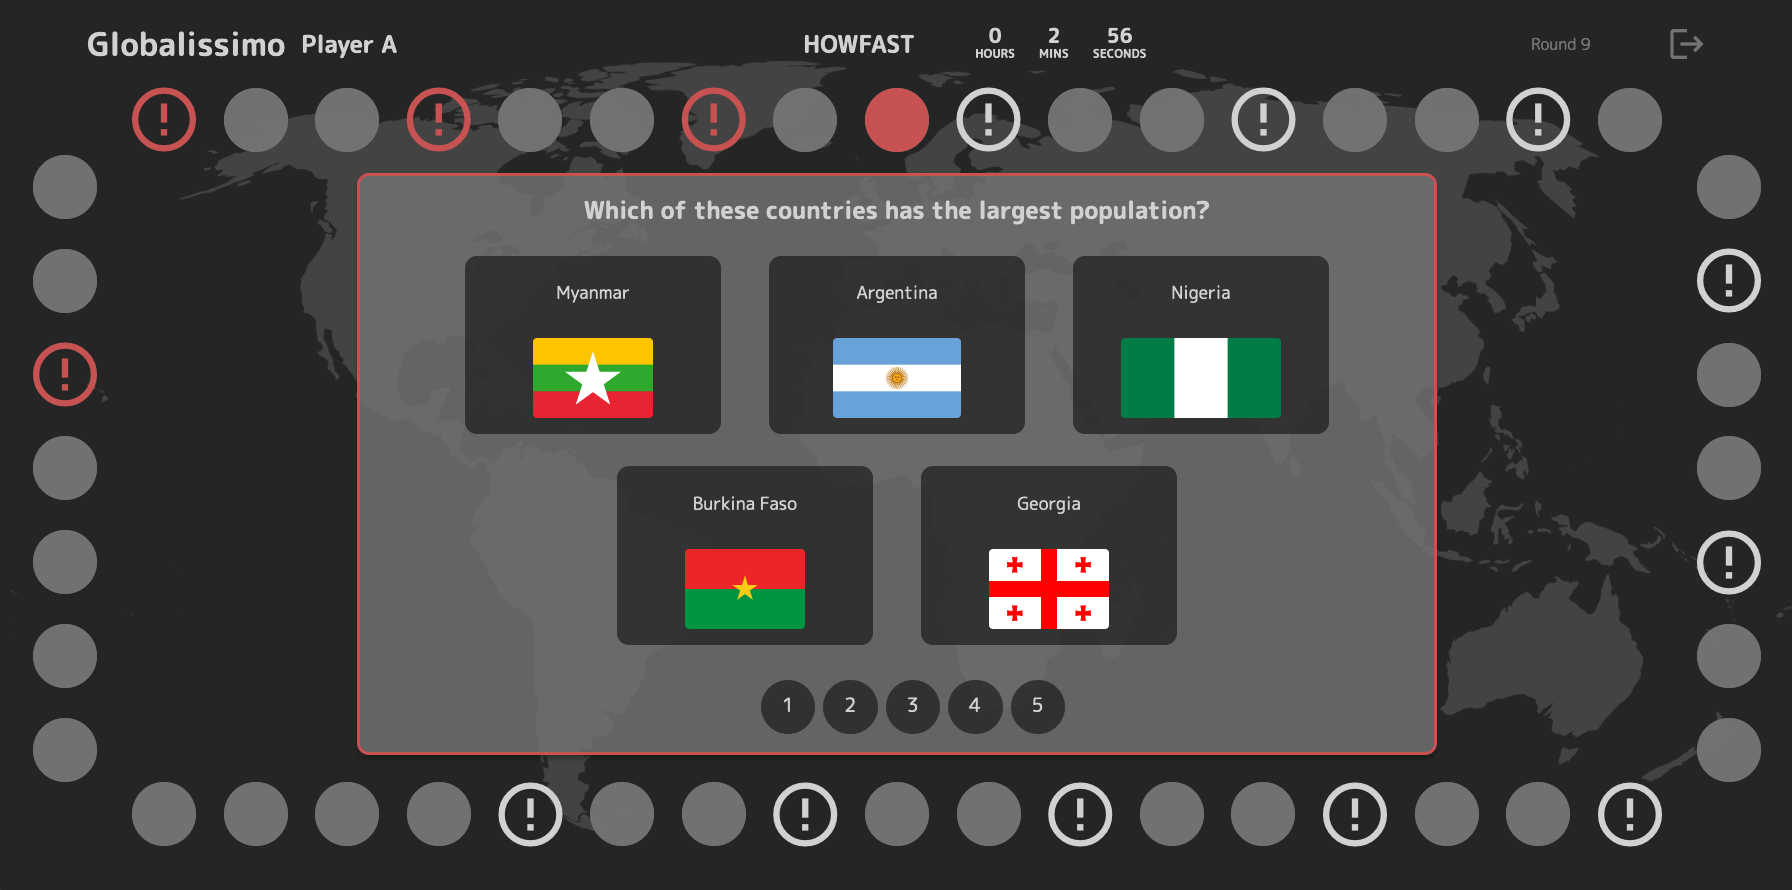 Globalissimo Player A
HOWFAST
0 2 56
HOURS MINS SECONDS
Round 9
Which of these countries has the largest population?
Myanmar Argentina Nigeria
Burkina Faso Georgia
1 2 3 4 5